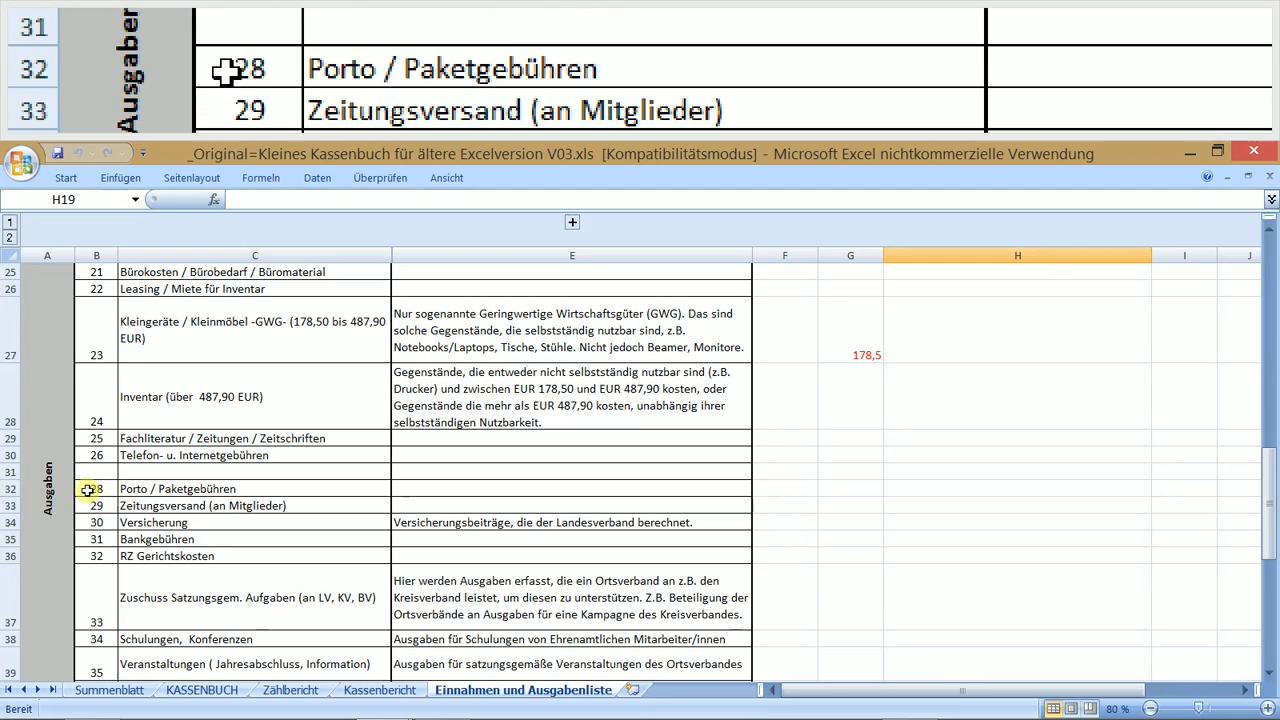 31
32 28 Porto / Paketgebühren
33 29 Zeitungsversand (an Mitglieder)
Ausgaben
_Original=Kleines Kassenbuch für ältere Excelversion V03.xls [Kompatibilitätsmodus] - Microsoft Excel nichtkommerzielle Verwendung
Start Einfügen Seitenlayout Formeln Daten Überprüfen Ansicht
H19 fx
1
2
A B C E F G H I J
25 21 Bürokosten / Bürobedarf / Büromaterial
26 22 Leasing / Miete für Inventar
Kleingeräte / Kleinmöbel -GWG- (178,50 bis 487,90
EUR)
Nur sogenannte Geringwertige Wirtschaftsgüter (GWG). Das sind
solche Gegenstände, die selbstständig nutzbar sind, z.B.
Notebooks/Laptops, Tische, Stühle. Nicht jedoch Beamer, Monitore.
27 23 178,5
Inventar (über 487,90 EUR)
Gegenstände, die entweder nicht selbstständig nutzbar sind (z.B.
Drucker) und zwischen EUR 178,50 und EUR 487,90 kosten, oder
Gegenstände die mehr als EUR 487,90 kosten, unabhängig ihrer
selbstständigen Nutzbarkeit.
28 24
29 25 Fachliteratur / Zeitungen / Zeitschriften
30 26 Telefon- u. Internetgebühren
31
Ausgaben
32 28 Porto / Paketgebühren
33 29 Zeitungsversand (an Mitglieder)
34 30 Versicherung Versicherungsbeiträge, die der Landesverband berechnet.
35 31 Bankgebühren
36 32 RZ Gerichtskosten
Zuschuss Satzungsgem. Aufgaben (an LV, KV, BV)
Hier werden Ausgaben erfasst, die ein Ortsverband an z.B. den
Kreisverband leistet, um diesen zu unterstützen. Z.B. Beteiligung der
Ortsverbände an Ausgaben für eine Kampagne des Kreisverbandes.
37 33
38 34 Schulungen, Konferenzen Ausgaben für Schulungen von Ehrenamtlichen Mitarbeiter/innen
39 35 Veranstaltungen ( Jahresabschluss, Information) Ausgaben für satzungsgemäße Veranstaltungen des Ortsverbandes
Summenblatt KASSENBUCH Zählbericht Kassenbericht Einnahmen und Ausgabenliste
Bereit 80 %